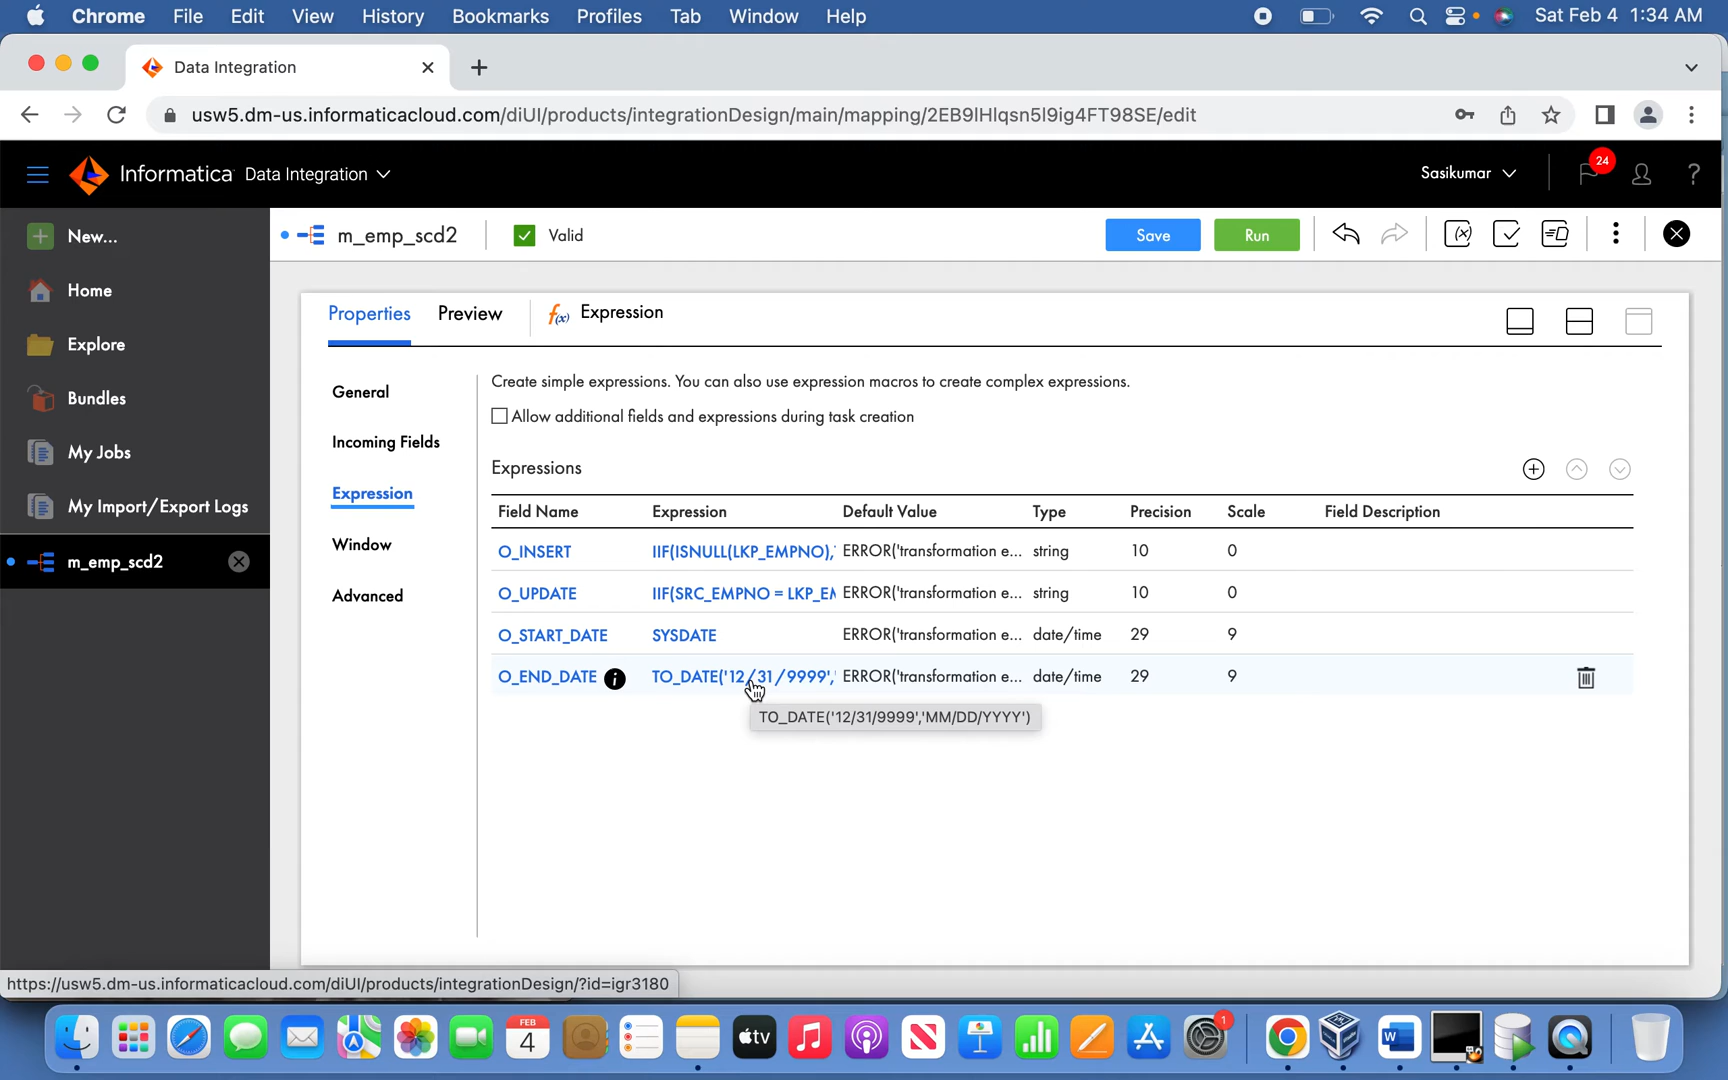 Chrome File Edit View History Bookmarks Profiles Tab Window Help Sat Feb 4 1:34 AM
Data Integration
usw5.dm-us.informaticacloud.com/diUI/products/integrationDesign/main/mapping/2EB9lHlqsn5l9ig4FT98SE/edit
Informatica Data Integration Sasikumar 24 ?
New... m_emp_scd2 Valid Save Run
Home
Explore
Bundles
My Jobs
My Import/Export Logs
m_emp_scd2
Properties Preview f(x) Expression
General
Incoming Fields
Expression
Window
Advanced
Create simple expressions. You can also use expression macros to create complex expressions.
Allow additional fields and expressions during task creation
Expressions
Field Name Expression Default Value Type Precision Scale Field Description
O_INSERT IIF(ISNULL(LKP_EMPNO),' ERROR('transformation e... string 10 0
O_UPDATE IIF(SRC_EMPNO = LKP_EM ERROR('transformation e... string 10 0
O_START_DATE SYSDATE ERROR('transformation e... date/time 29 9
O_END_DATE i TO_DATE('12/31/9999',' ERROR('transformation e... date/time 29 9
TO_DATE('12/31/9999','MM/DD/YYYY')
https://usw5.dm-us.informaticacloud.com/diUI/products/integrationDesign/?id=igr3180
FEB
4
tv
1